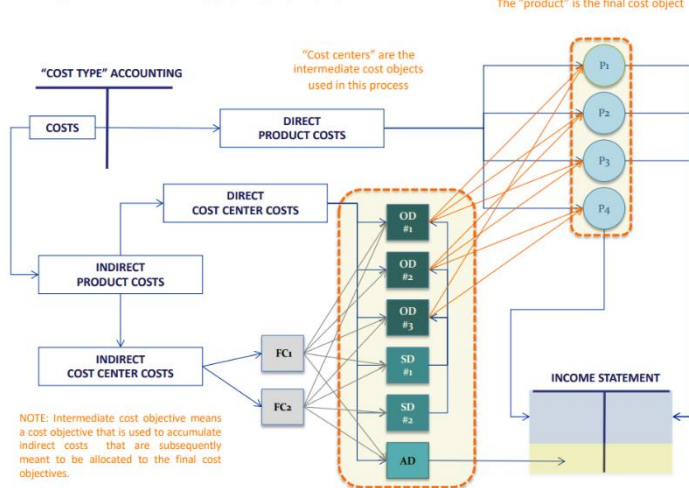 The "product" is the final cost object
"Cost centers" are the
intermediate cost objects
used in this process
"COST TYPE" ACCOUNTING
COSTS
DIRECT
PRODUCT COSTS
P1
P2
P3
P4
DIRECT
COST CENTER COSTS
OD
#1
OD
#2
OD
#3
SD
#1
SD
#2
AD
INDIRECT
PRODUCT COSTS
INDIRECT
COST CENTER COSTS
FC1
FC2
INCOME STATEMENT
NOTE: Intermediate cost objective means
a cost objective that is used to accumulate
indirect costs that are subsequently
meant to be allocated to the final cost
objectives.